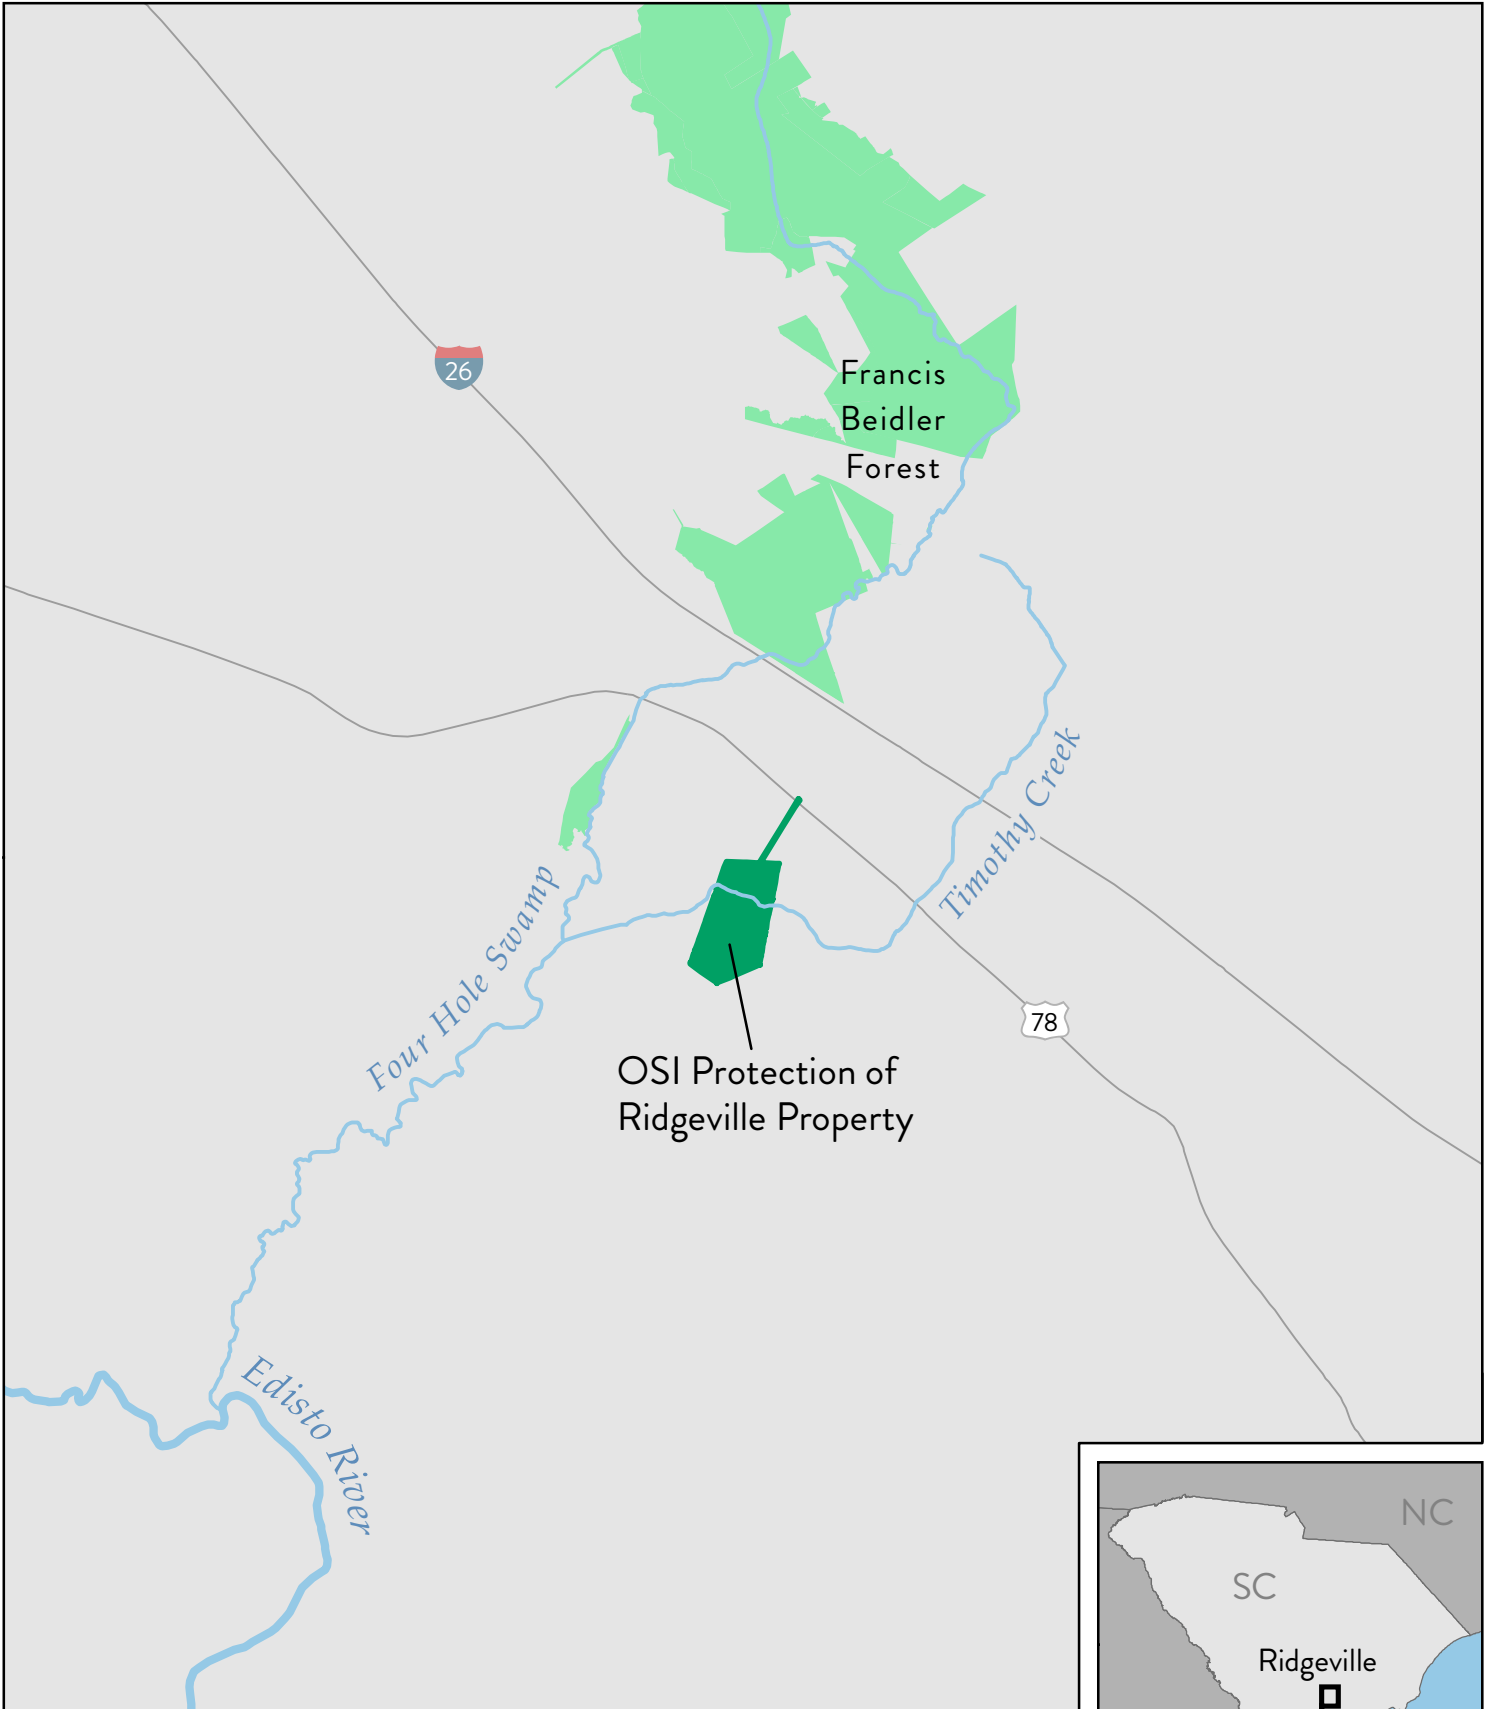 26
Francis
Beidler
Forest
Timothy Creek
Four Hole Swamp
78
OSI Protection of
Ridgeville Property
Edisto River
NC
SC
Ridgeville